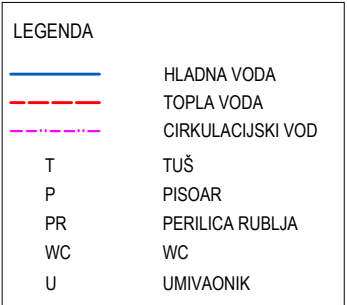 LEGENDA
HLADNA VODA
TOPLA VODA
CIRKULACIJSKI VOD
T TUŠ
P PISOAR
PR PERILICA RUBLJA
WC WC
U UMIVAONIK